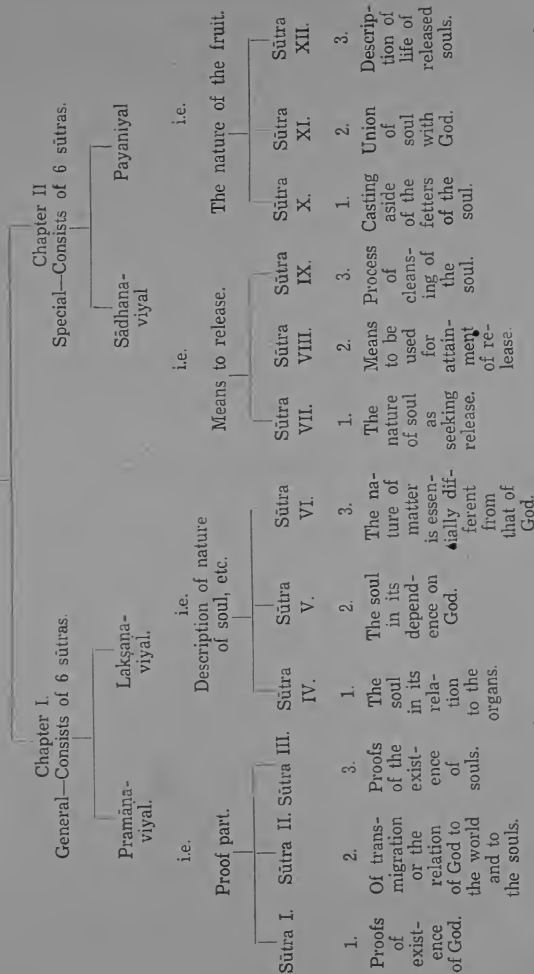 Chapter I.
General—Consists of 6 sūtras.
Pramāṇa-
viyal.
i.e.
Proof part.
Sūtra I.
1.
Proofs
of
exist-
ence
of God.
Sūtra II.
2.
Of trans-
migration
or the
relation
of God to
the world
and to
the souls.
Sūtra III.
3.
Proofs
of the
exist-
ence
of
souls.
Lakṣaṇa-
viyal.
i.e.
Description of nature
of soul, etc.
Sūtra
IV.
1.
The
soul
in its
rela-
tion
to the
organs.
Sūtra
V.
2.
The soul
in its
depend-
ence on
God.
Sūtra
VI.
3.
The na-
ture of
matter
is essen-
tially dif-
ferent
from
that of
God.
Chapter II
Special—Consists of 6 sūtras.
Sādhana-
viyal
i.e.
Means to release.
Sūtra
VII.
1.
The
nature
of soul
as
seeking
release.
Sūtra
VIII.
2.
Means
to be
used
for
attain-
ment
of re-
lease.
Sūtra
IX.
3.
Process
of
cleans-
ing of
the
soul.
Payaniyal
i.e.
The nature of the fruit.
Sūtra
X.
1.
Casting
aside
of the
fetters
of the
soul.
Sūtra
XI.
2.
Union
of
soul
with
God.
Sūtra
XII.
3.
Descrip-
tion of
life of
released
souls.